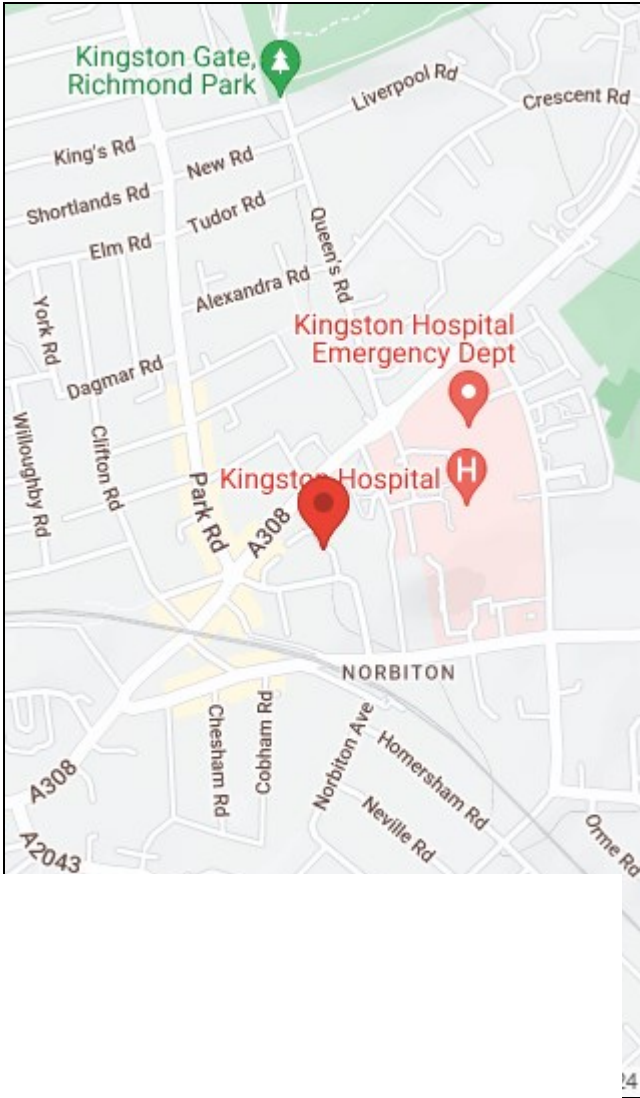 Kingston Gate,
Richmond Park
Liverpool Rd
Crescent Rd
King's Rd
New Rd
Shortlands Rd
Tudor Rd
Queen's Rd
Elm Rd
Alexandra Rd
York Rd
Kingston Hospital
Emergency Dept
Dagmar Rd
Willoughby Rd
Clifton Rd
Kingston Hospital
H
Park Rd
A308
NORBITON
Chesham Rd
Cobham Rd
Norbiton Ave
Homersham Rd
A308
Neville Rd
Orme Rd
A2043
24